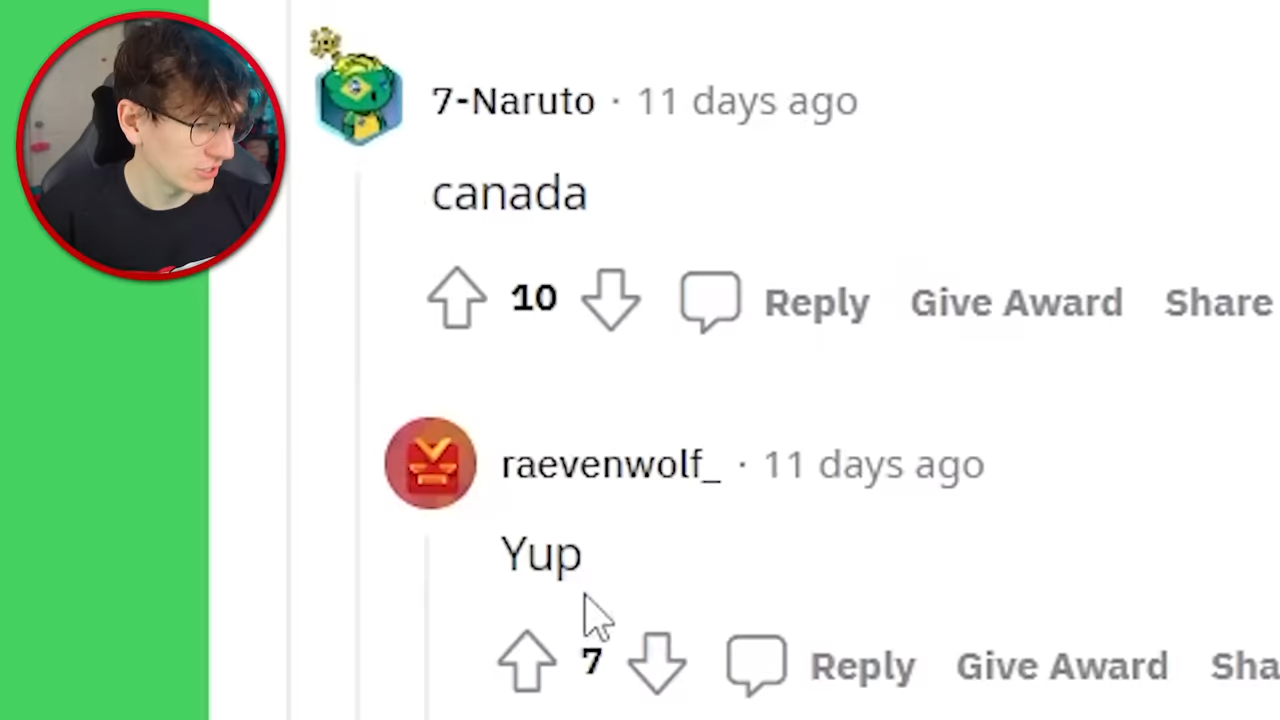 7-Naruto · 11 days ago
canada
10 Reply Give Award Share
raevenwolf_ · 11 days ago
Yup
7 Reply Give Award Sha